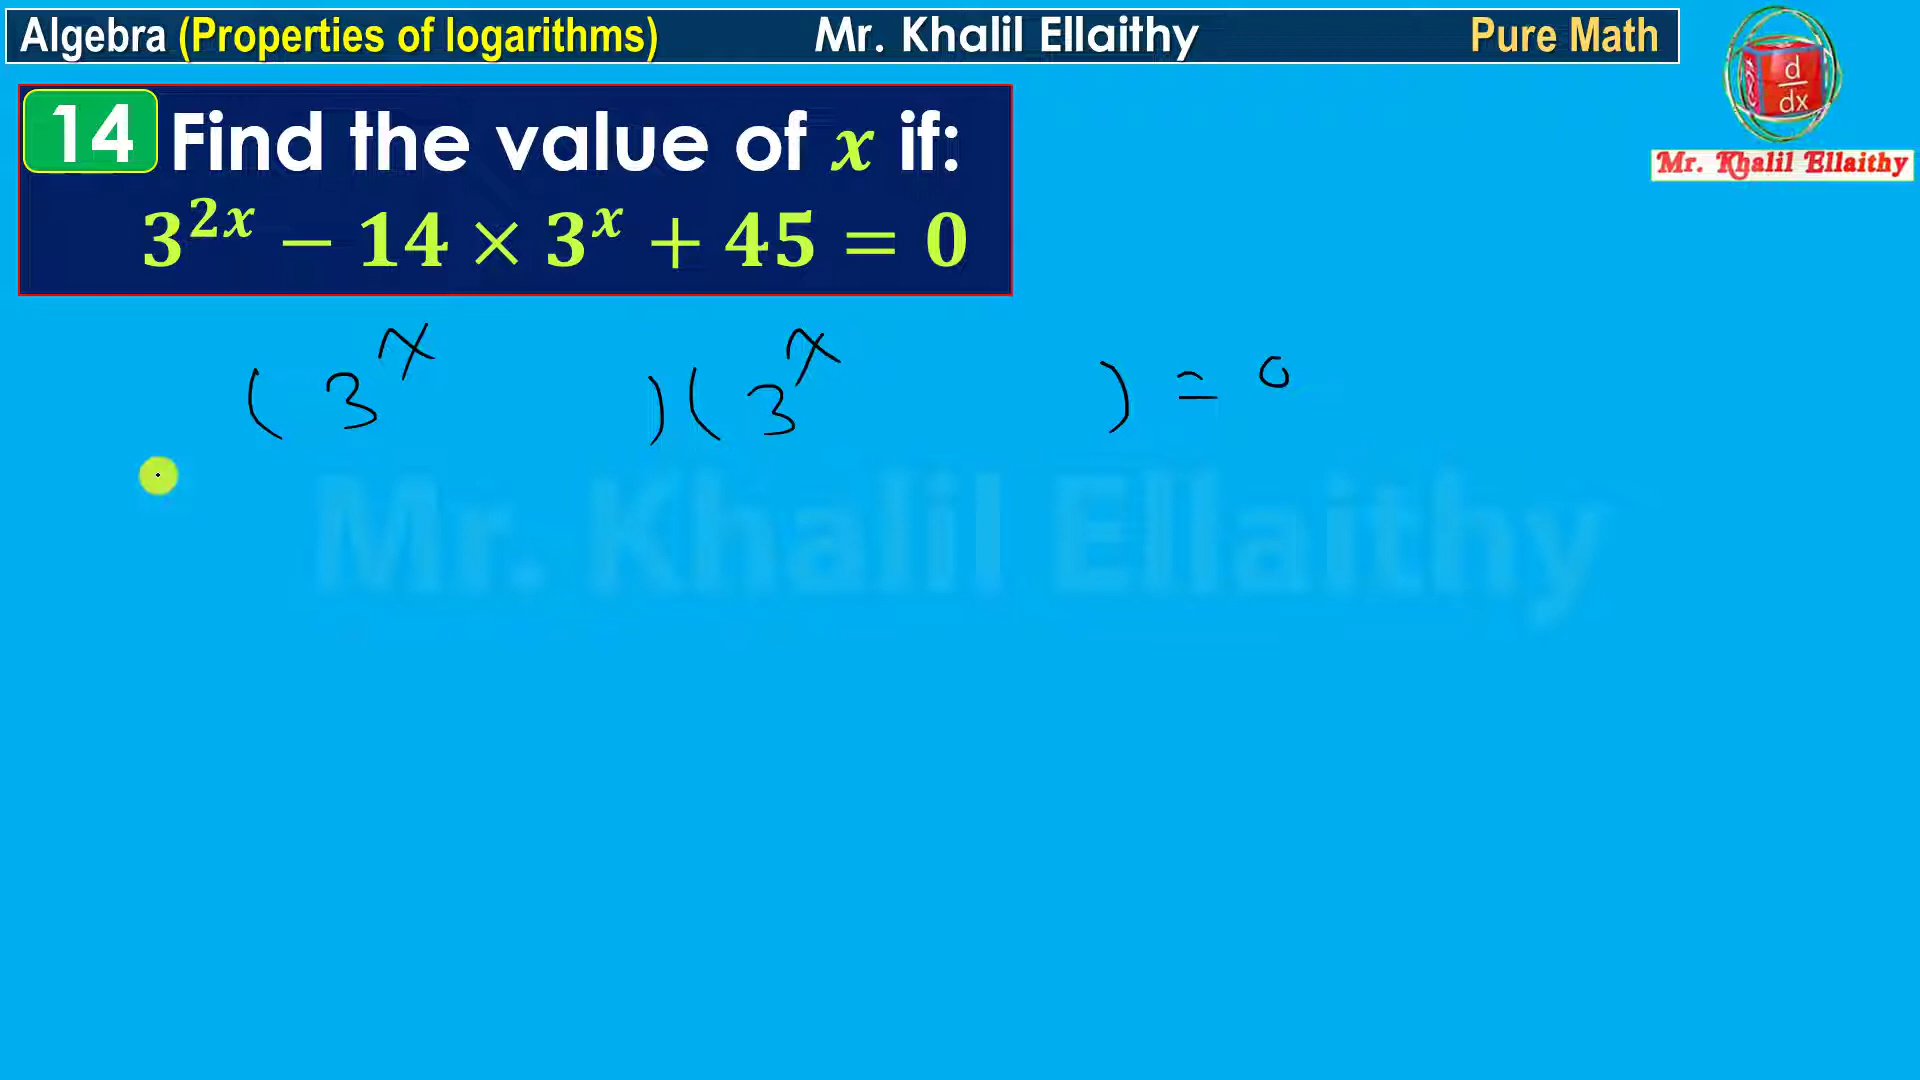 Algebra (Properties of logarithms) Mr. Khalil Ellaithy Pure Math
d
dx
Mr. Khalil Ellaithy
14 Find the value of x if:
3^{2x} − 14 × 3^x + 45 = 0
( 3^x )( 3^x ) = 0
Mr. Khalil Ellaithy